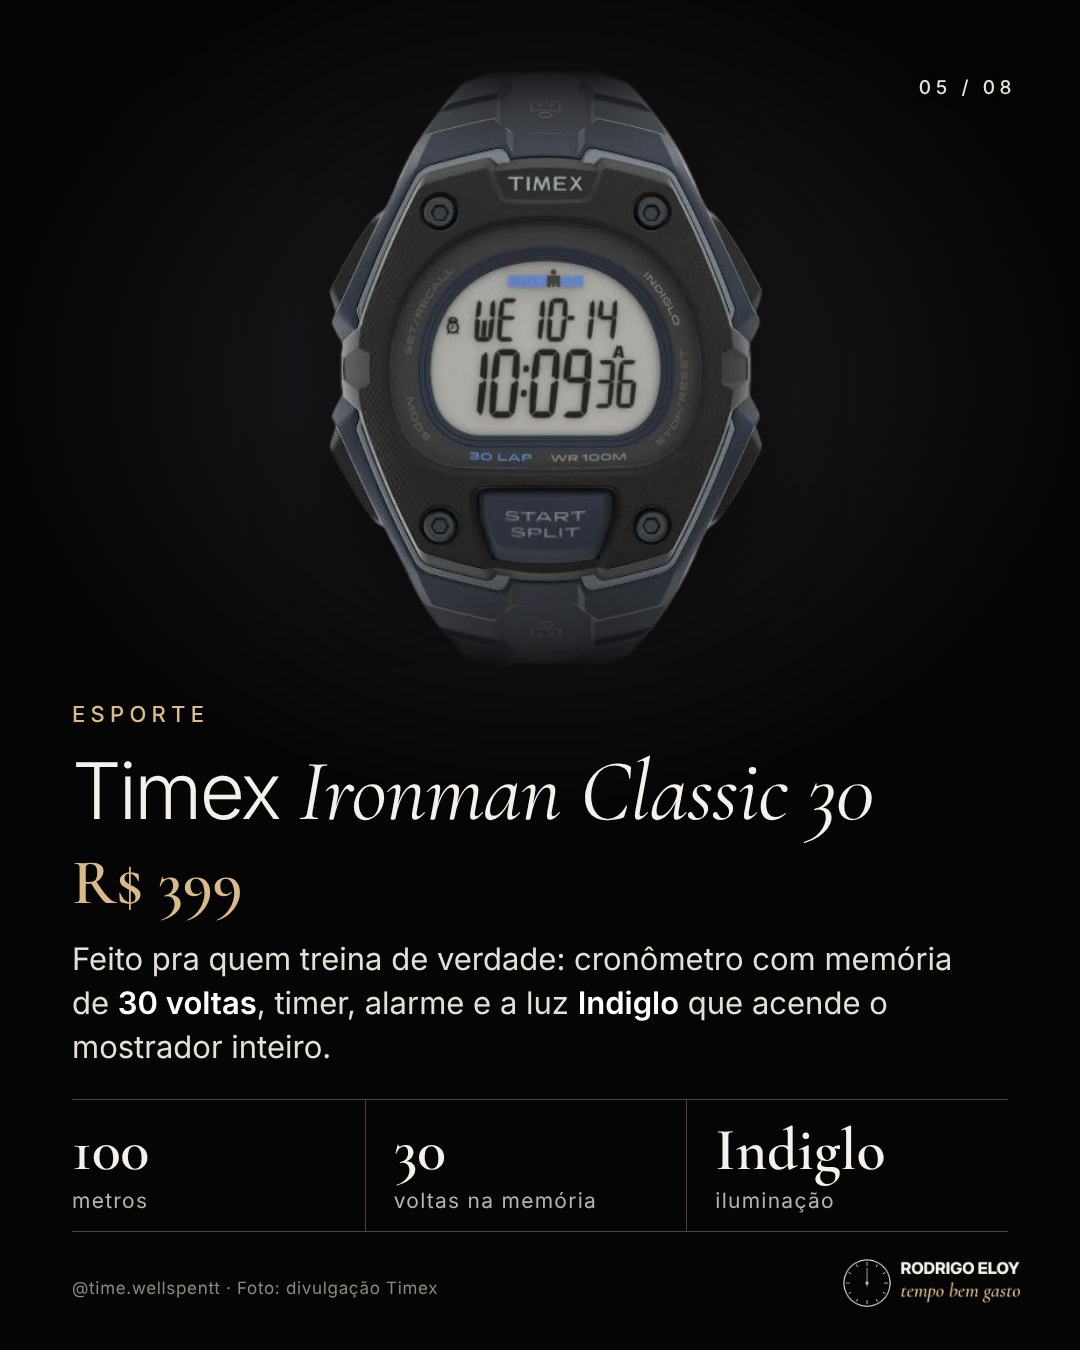 05 / 08
TIMEX
SET/RECALL
INDIGLO
WE 10-14
A
10:09 36
MODE
STOP/RESET
30 LAP WR 100M
START
SPLIT
ESPORTE
Timex Ironman Classic 30
R$ 399
Feito pra quem treina de verdade: cronômetro com memória
de 30 voltas, timer, alarme e a luz Indiglo que acende o
mostrador inteiro.
100
metros
30
voltas na memória
Indiglo
iluminação
@time.wellspentt · Foto: divulgação Timex
RODRIGO ELOY
tempo bem gasto